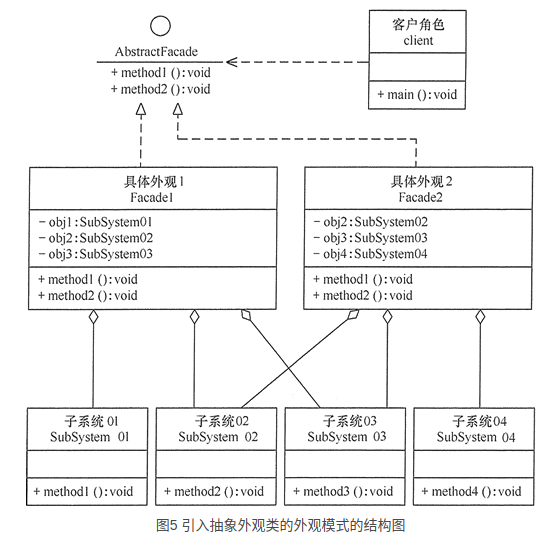 AbstractFacade
+ method1 ( ): void
+ method2 ( ): void
客户角色
client
+ main ( ): void
具体外观1
Facade1
- obj1:SubSystem01
- obj2:SubSystem02
- obj3:SubSystem03
+ method1 ( ): void
+ method2 ( ): void
具体外观2
Facade2
- obj2:SubSystem02
- obj3:SubSystem03
- obj4:SubSystem04
+ method1 ( ): void
+ method2 ( ): void
子系统01
SubSystem 01
+ method1 ( ): void
子系统02
SubSystem 02
+ method2 ( ): void
子系统03
SubSystem 03
+ method3 ( ): void
子系统04
SubSystem 04
+ method4 ( ): void
图5 引入抽象外观类的外观模式的结构图